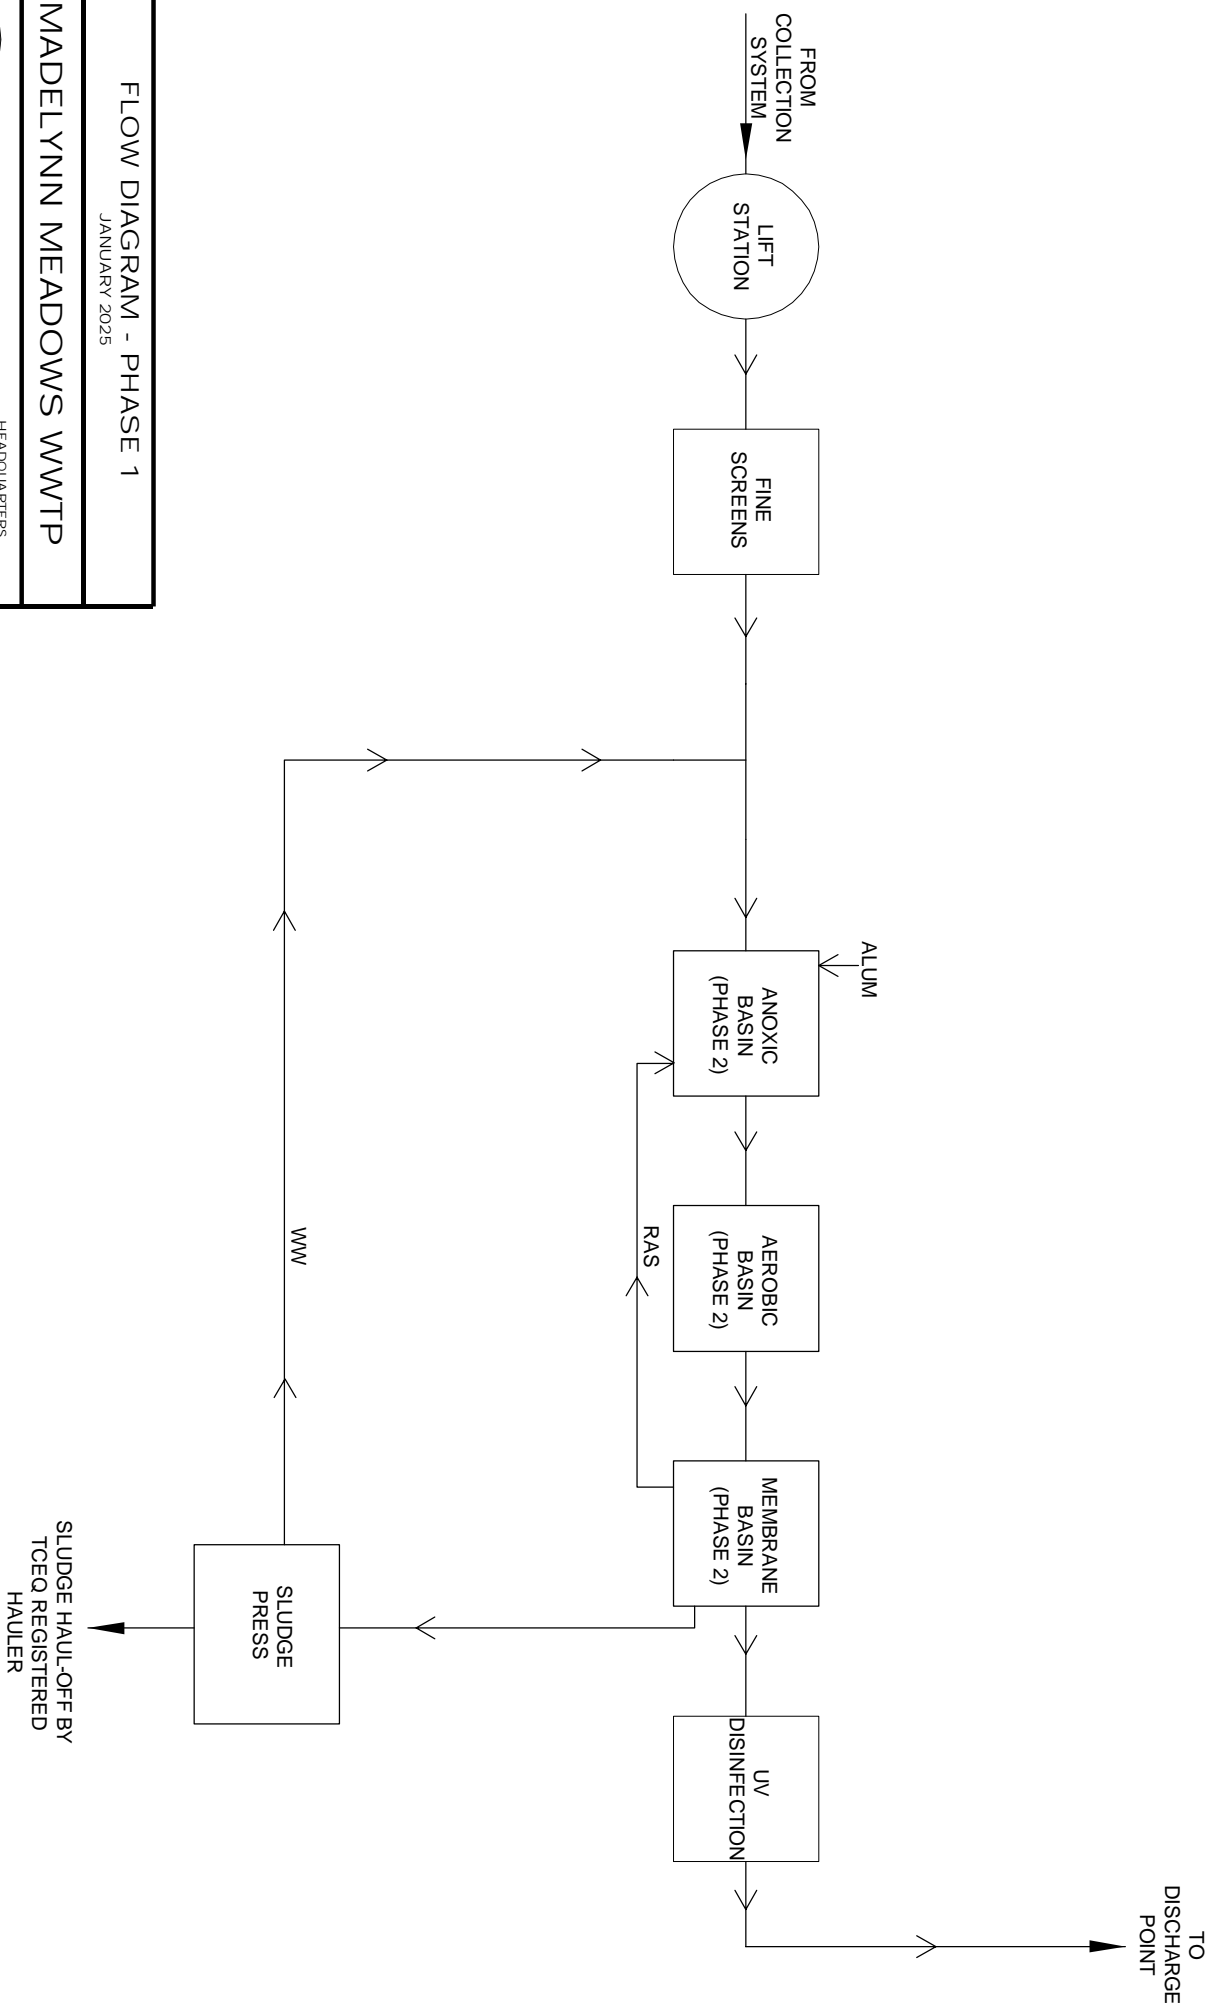 FROM
COLLECTION
SYSTEM
LIFT
STATION
FINE
SCREENS
ALUM
ANOXIC
BASIN
(PHASE 2)
AEROBIC
BASIN
(PHASE 2)
MEMBRANE
BASIN
(PHASE 2)
UV
DISINFECTION
TO
DISCHARGE
POINT
RAS
WW
SLUDGE
PRESS
SLUDGE HAUL-OFF BY
TCEQ REGISTERED
HAULER
FLOW DIAGRAM - PHASE 1
JANUARY 2025
MADELYNN MEADOWS WWTP
HEADQUARTERS